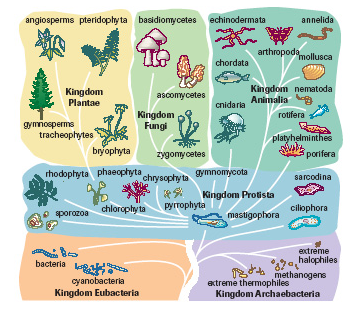 angiosperms pteridophyta
basidiomycetes
echinodermata
annelida
arthropoda
mollusca
chordata
Kingdom
Plantae
Kingdom
Animalia
nematoda
ascomycetes
rotifera
cnidaria
Kingdom
Fungi
gymnosperms
tracheophytes
platyhelminthes
bryophyta
zygomycetes
porifera
rhodophyta
phaeophyta
chrysophyta
gymnomycota
sarcodina
Kingdom Protista
sporozoa
chlorophyta
pyrrophyta
mastigophora
ciliophora
bacteria
cyanobacteria
Kingdom Eubacteria
extreme
halophiles
methanogens
extreme thermophiles
Kingdom Archaebacteria